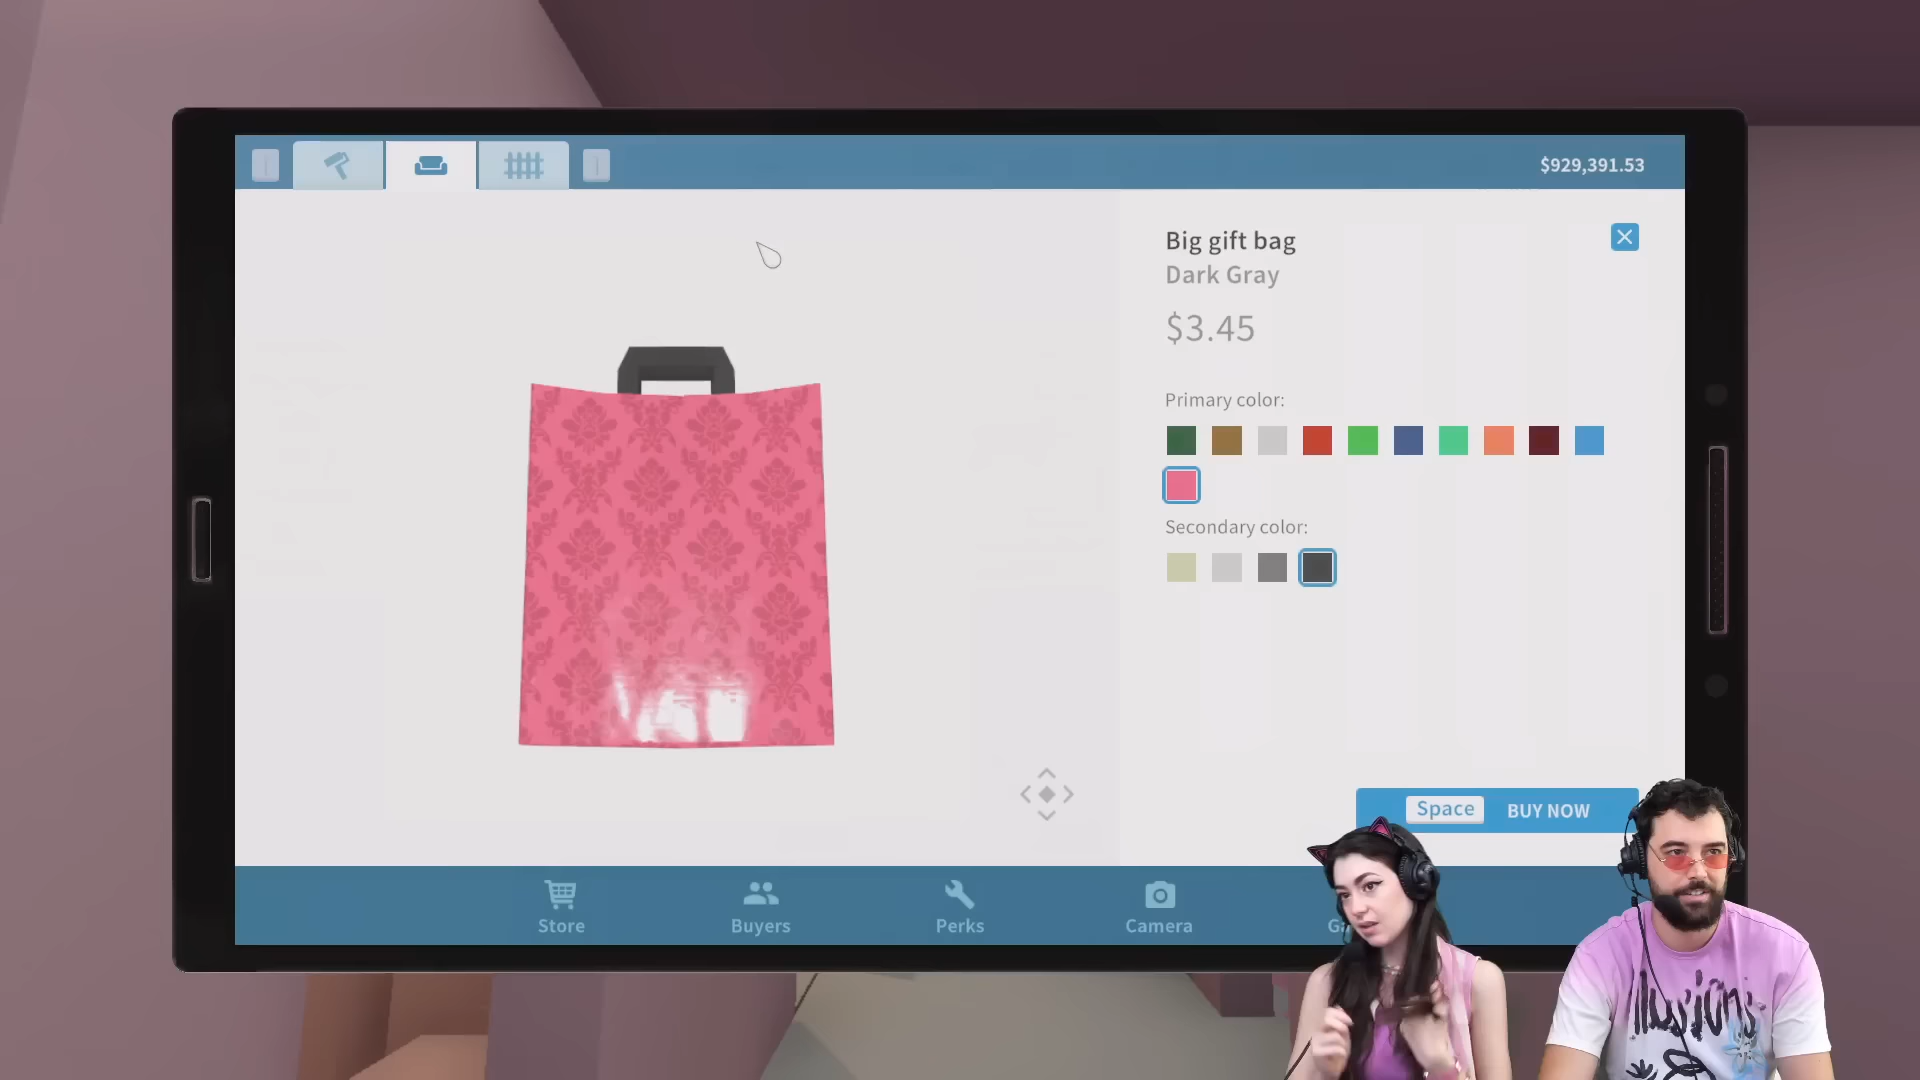 $929,391.53
Big gift bag
Dark Gray
$3.45
Primary color:
Secondary color:
Space BUY NOW
Store
Buyers
Perks
Camera
illusions